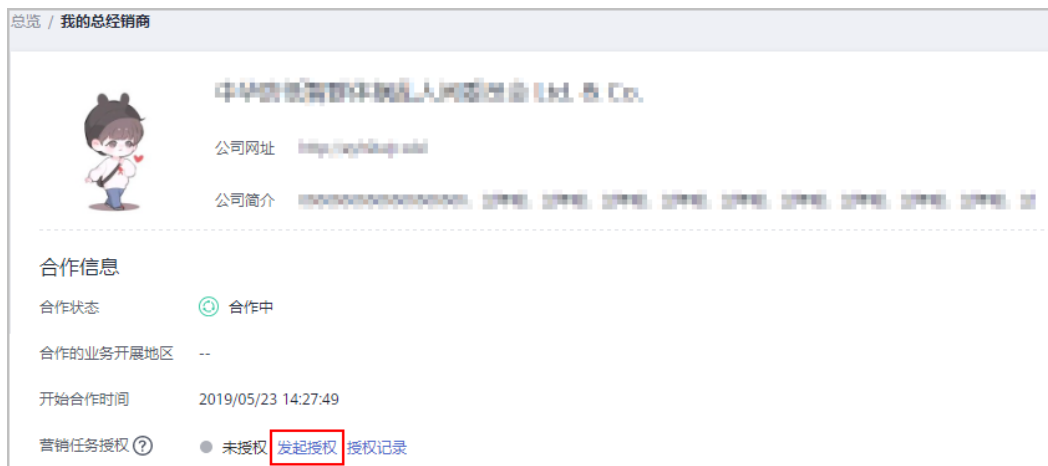 总览 / 我的总经销商
Ltd. & Co.
公司网址
公司简介
合作信息
合作状态 合作中
合作的业务开展地区 --
开始合作时间 2019/05/23 14:27:49
营销任务授权 ? 未授权 发起授权 授权记录